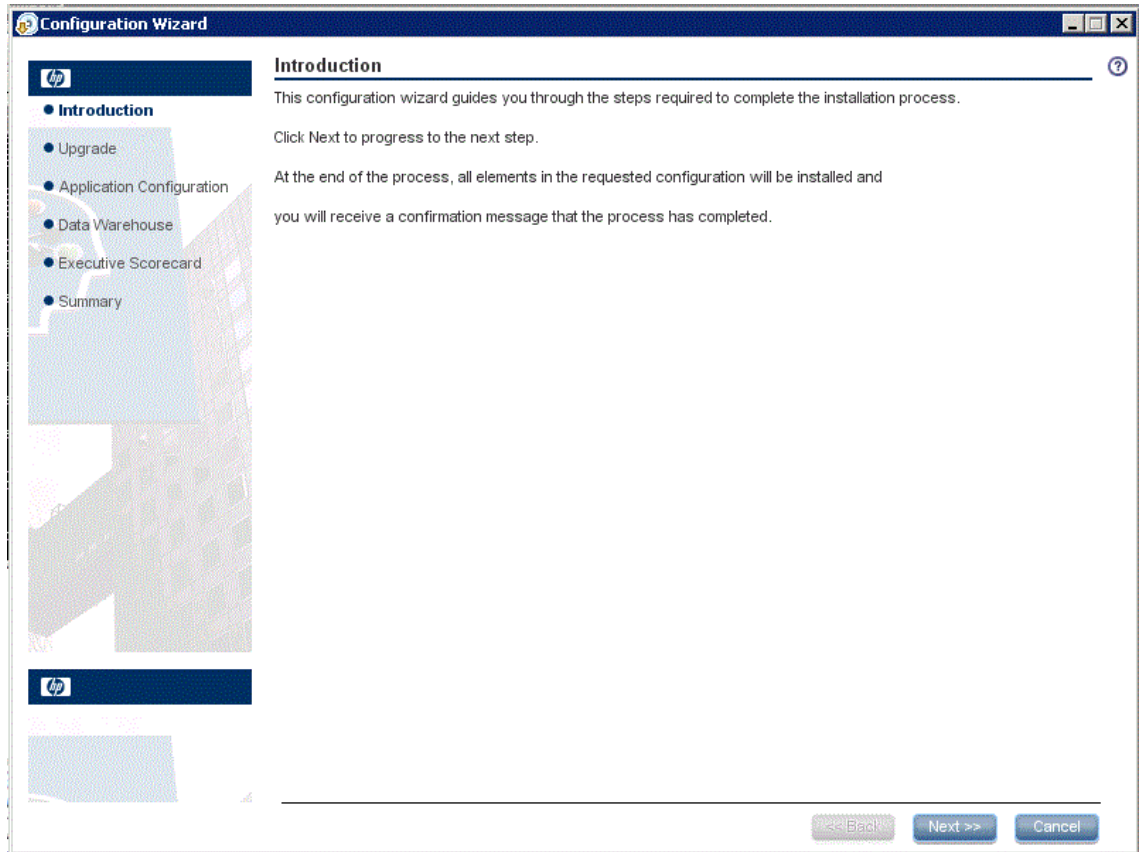 Configuration Wizard
hp
Introduction
Upgrade
Application Configuration
Data Warehouse
Executive Scorecard
Summary
hp
Introduction
This configuration wizard guides you through the steps required to complete the installation process.
Click Next to progress to the next step.
At the end of the process, all elements in the requested configuration will be installed and
you will receive a confirmation message that the process has completed.
<< Back
Next >>
Cancel